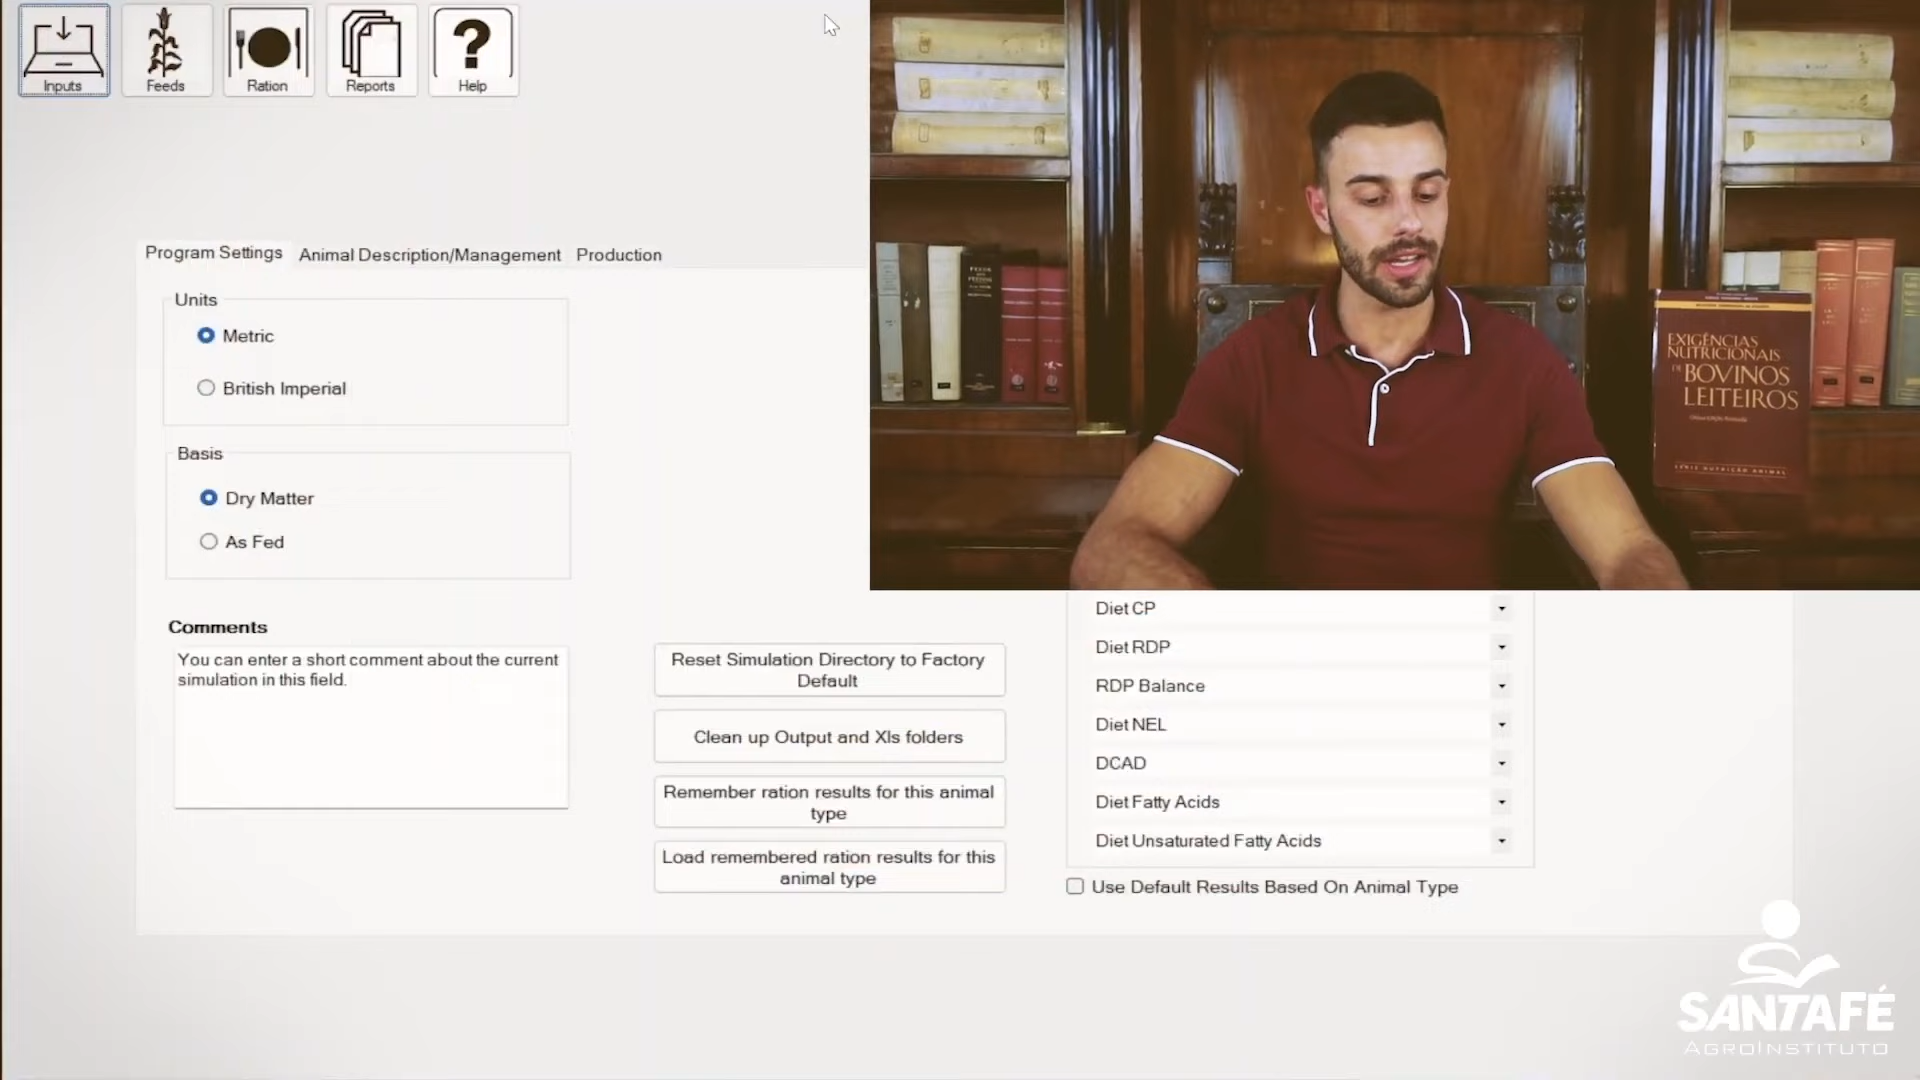 Inputs
Feeds
Ration
Reports
Help
Program Settings
Animal Description/Management
Production
Units
Metric
British Imperial
Basis
Dry Matter
As Fed
Comments
You can enter a short comment about the current
simulation in this field.
Reset Simulation Directory to Factory
Default
Clean up Output and Xls folders
Remember ration results for this animal
type
Load remembered ration results for this
animal type
Diet CP
Diet RDP
RDP Balance
Diet NEL
DCAD
Diet Fatty Acids
Diet Unsaturated Fatty Acids
Use Default Results Based On Animal Type
EXIGÊNCIAS
NUTRICIONAIS
DE BOVINOS
LEITEIROS
SÉRIE NUTRIÇÃO ANIMAL
SANTAFÉ
AGROINSTITUTO